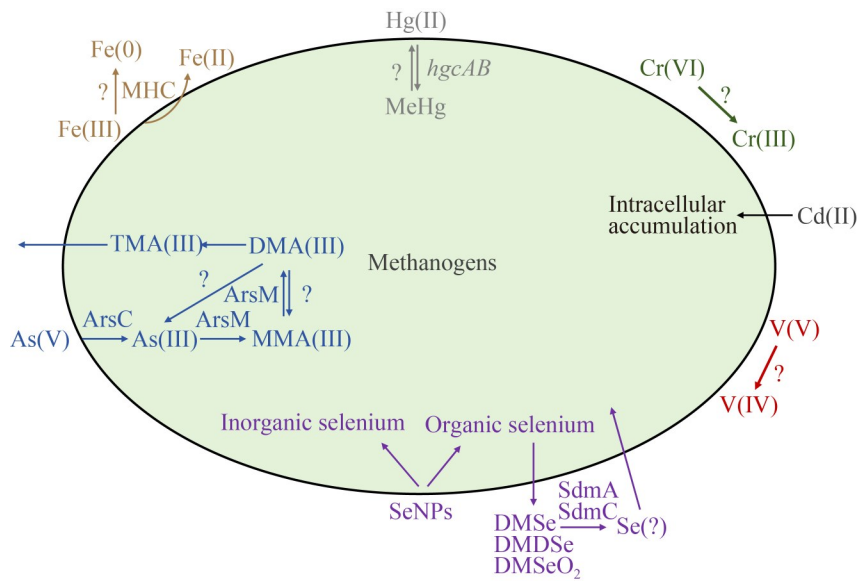 Hg(II)
? hgcAB
MeHg
Fe(0)
Fe(II)
? MHC
Fe(III)
Cr(VI)
?
Cr(III)
Intracellular
accumulation
Cd(II)
Methanogens
TMA(III)
DMA(III)
?
ArsM
?
ArsC
ArsM
As(V)
As(III)
MMA(III)
V(V)
?
V(IV)
Inorganic selenium
Organic selenium
SeNPs
SdmA
SdmC
DMSe
Se(?)
DMDSe
DMSeO₂